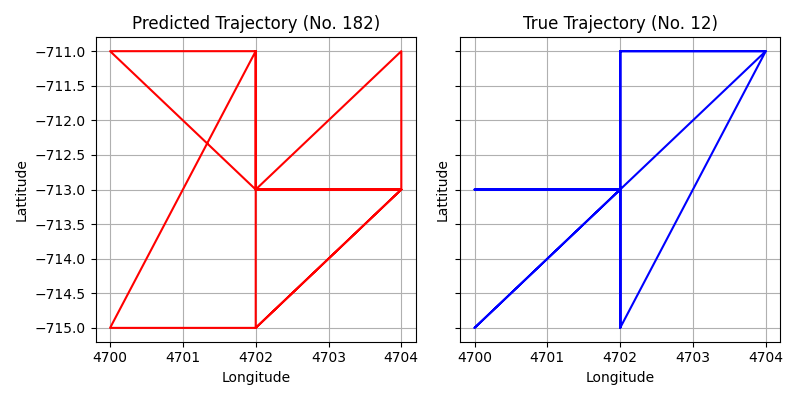 Predicted Trajectory (No. 182)
True Trajectory (No. 12)
−711.0
−711.5
−712.0
−712.5
−713.0
−713.5
−714.0
−714.5
−715.0
Lattitude
Lattitude
4700 4701 4702 4703 4704
4700 4701 4702 4703 4704
Longitude
Longitude